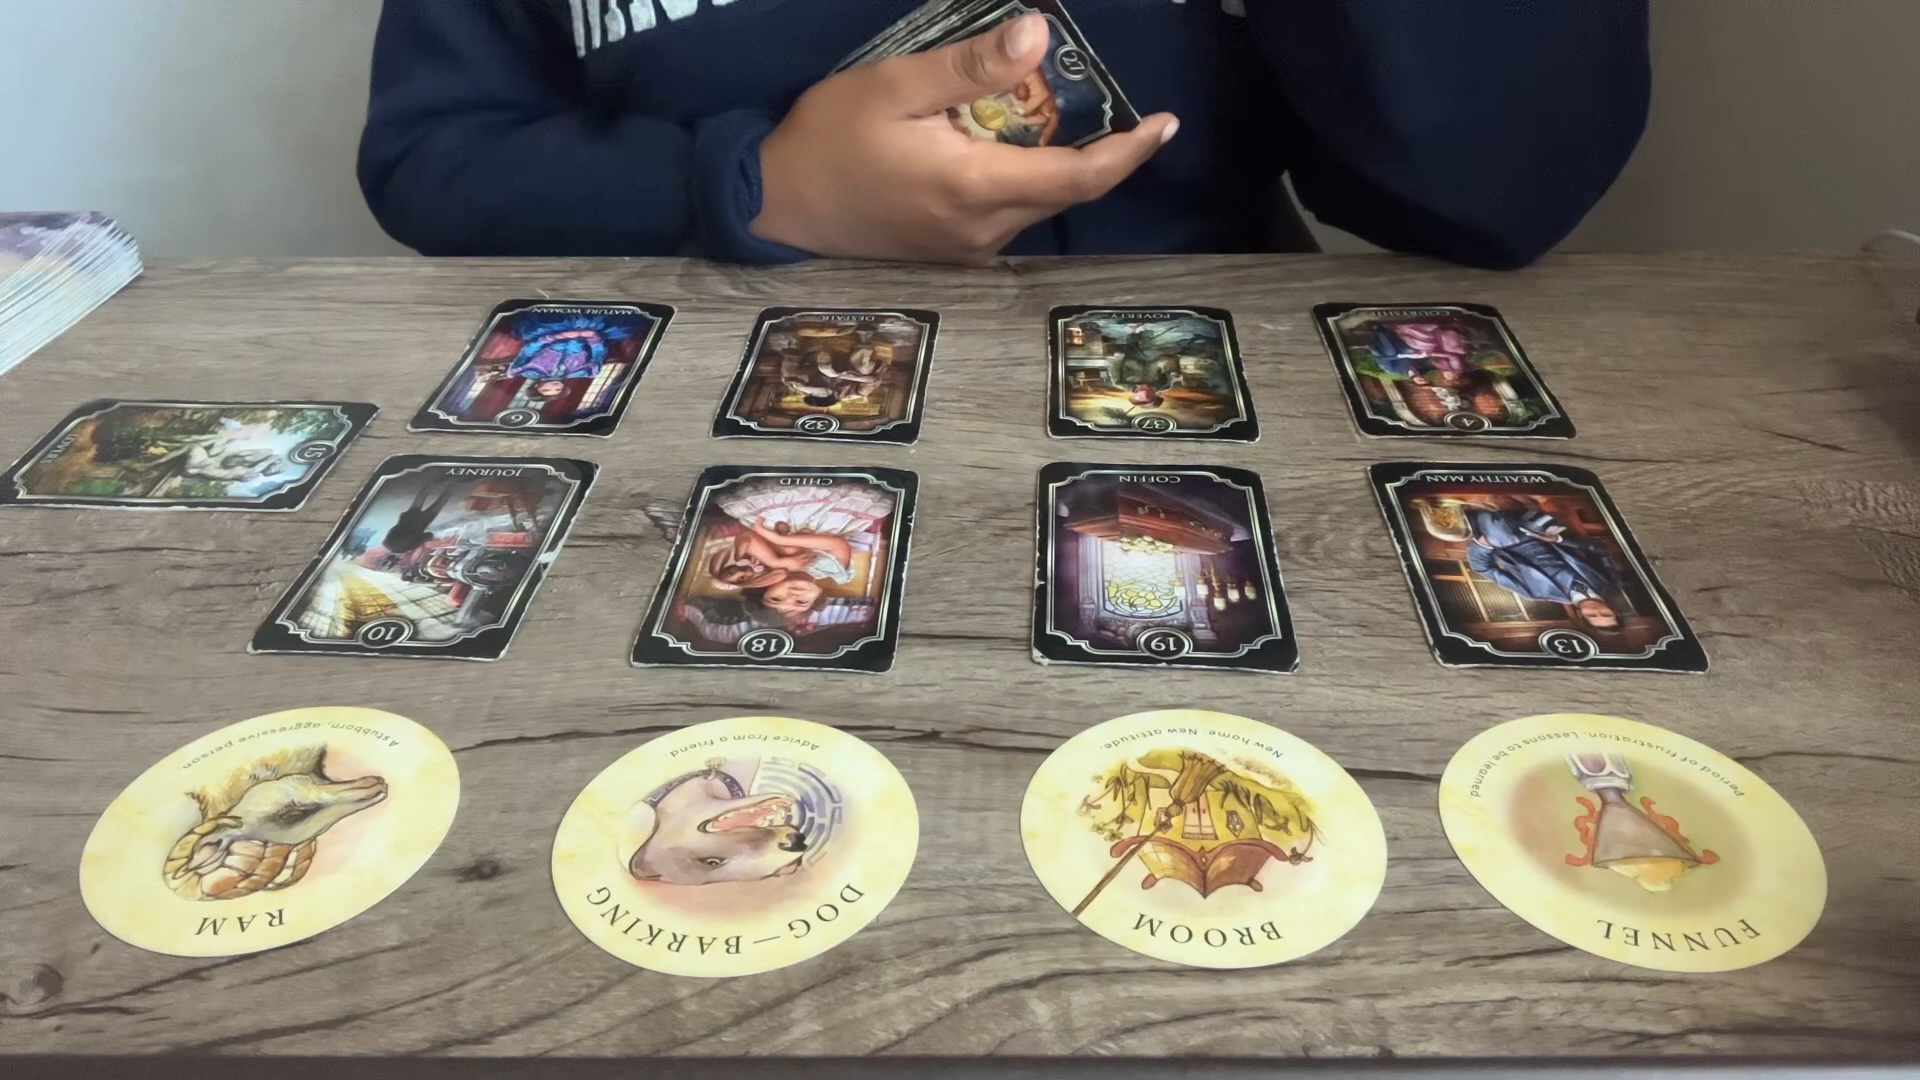 27
MATURE WOMAN
6
DESPAIR
32
POVERTY
37
COURTSHIP
4
LOVERS
15
JOURNEY
10
CHILD
18
COFFIN
19
WEALTHY MAN
13
A stubborn, aggressive person.
RAM
Advice from a friend.
DOG—BARKING
New home. New attitude.
BROOM
Period of frustration. Lessons to be learned.
FUNNEL